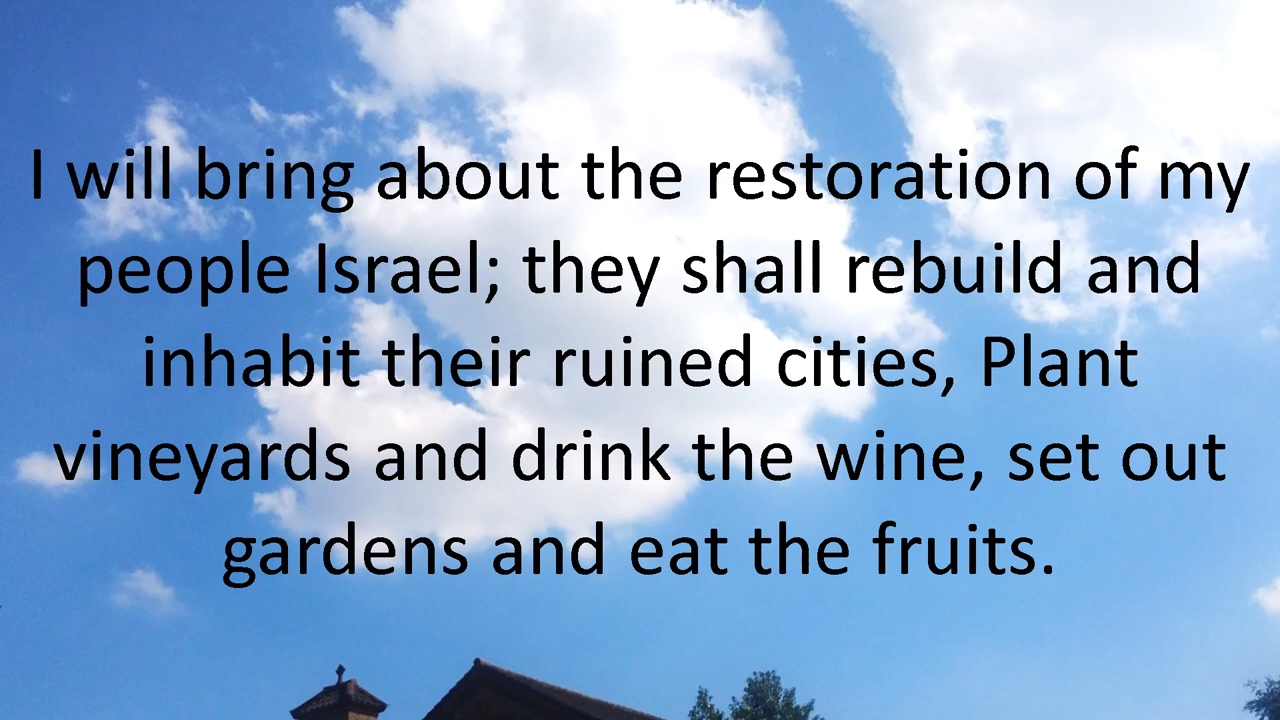 I will bring about the restoration of my
people Israel; they shall rebuild and
inhabit their ruined cities, Plant
vineyards and drink the wine, set out
gardens and eat the fruits.